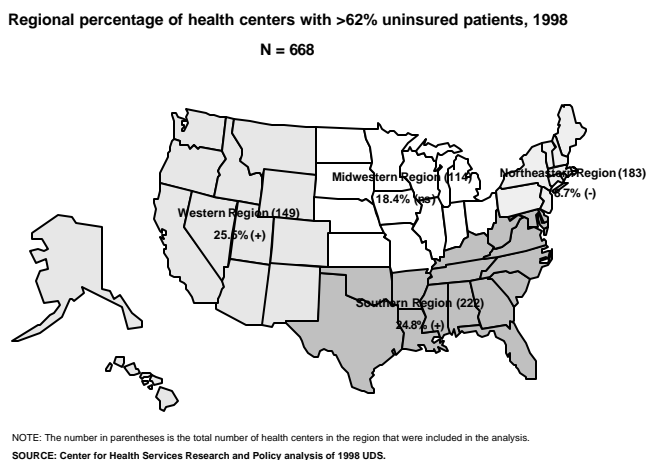 Regional percentage of health centers with >62% uninsured patients, 1998
N = 668
Midwestern Region (114)
18.4% (ns)
Northeastern Region (183)
8.7% (-)
Western Region (149)
25.5% (+)
Southern Region (222)
24.8% (+)
NOTE: The number in parentheses is the total number of health centers in the region that were included in the analysis.
SOURCE: Center for Health Services Research and Policy analysis of 1998 UDS.